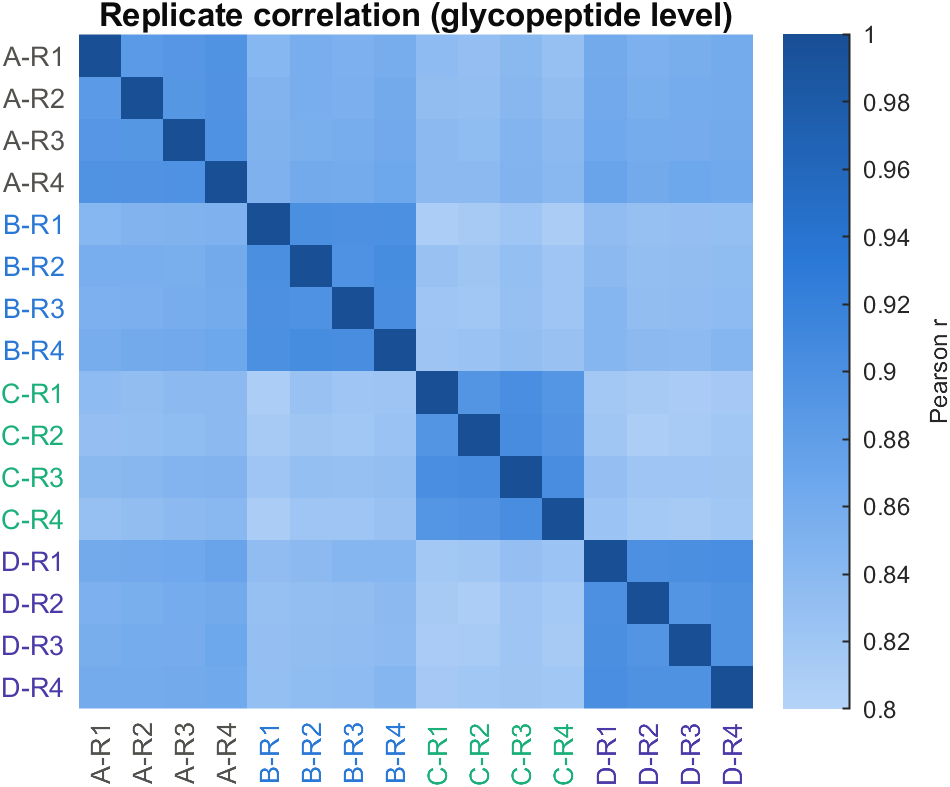 Replicate correlation (glycopeptide level)
A-R1
A-R2
A-R3
A-R4
B-R1
B-R2
B-R3
B-R4
C-R1
C-R2
C-R3
C-R4
D-R1
D-R2
D-R3
D-R4
A-R1
A-R2
A-R3
A-R4
B-R1
B-R2
B-R3
B-R4
C-R1
C-R2
C-R3
C-R4
D-R1
D-R2
D-R3
D-R4
1
0.98
0.96
0.94
0.92
0.9
0.88
0.86
0.84
0.82
0.8
Pearson r